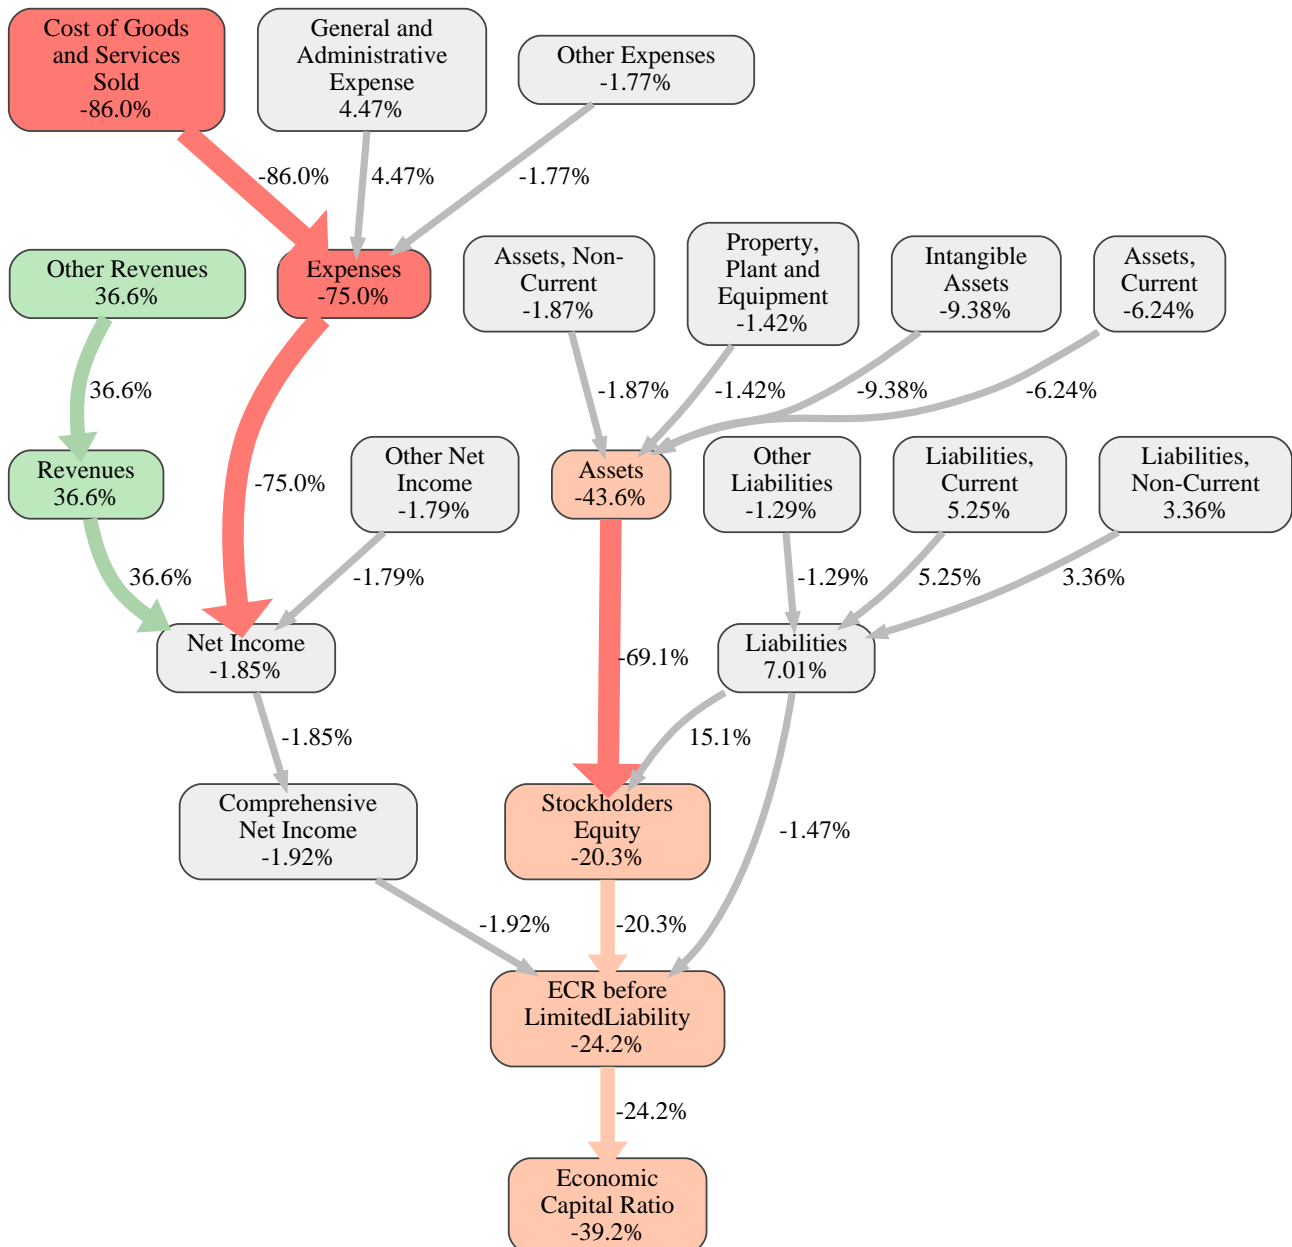 Cost of Goods
and Services
Sold
-86.0%
General and
Administrative
Expense
4.47%
Other Expenses
-1.77%
-86.0%
4.47%
-1.77%
Other Revenues
36.6%
Expenses
-75.0%
Assets, Non-
Current
-1.87%
Property,
Plant and
Equipment
-1.42%
Intangible
Assets
-9.38%
Assets,
Current
-6.24%
36.6%
-75.0%
-1.87%
-1.42%
-9.38%
-6.24%
Revenues
36.6%
Other Net
Income
-1.79%
Assets
-43.6%
Other
Liabilities
-1.29%
Liabilities,
Current
5.25%
Liabilities,
Non-Current
3.36%
36.6%
-1.79%
-69.1%
-1.29%
5.25%
3.36%
Net Income
-1.85%
Liabilities
7.01%
-1.85%
15.1%
-1.47%
Comprehensive
Net Income
-1.92%
Stockholders
Equity
-20.3%
-1.92%
-20.3%
ECR before
LimitedLiability
-24.2%
-24.2%
Economic
Capital Ratio
-39.2%